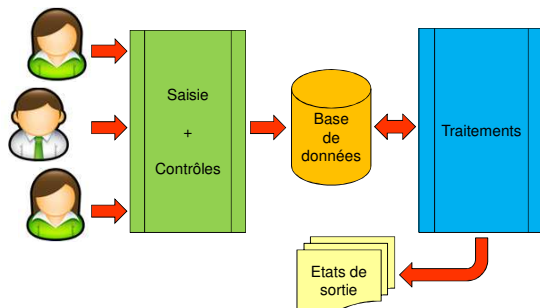 Saisie
+
Contrôles
Base
de
données
Traitements
Etats de
sortie